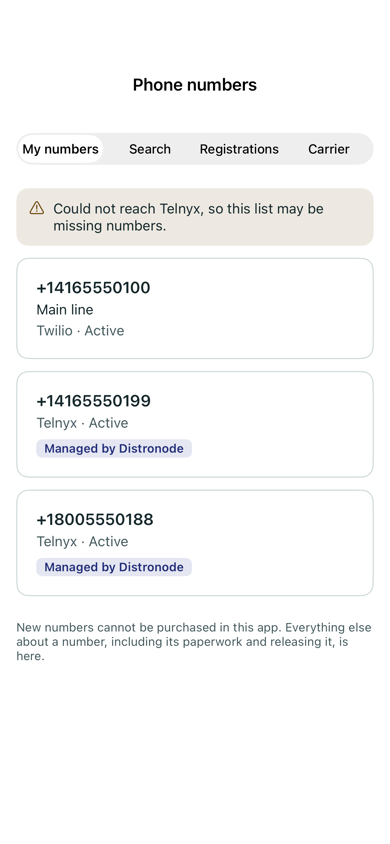 Phone numbers
My numbers
Search
Registrations
Carrier
Could not reach Telnyx, so this list may be
missing numbers.
+14165550100
Main line
Twilio · Active
+14165550199
Telnyx · Active
Managed by Distronode
+18005550188
Telnyx · Active
Managed by Distronode
New numbers cannot be purchased in this app. Everything else
about a number, including its paperwork and releasing it, is
here.